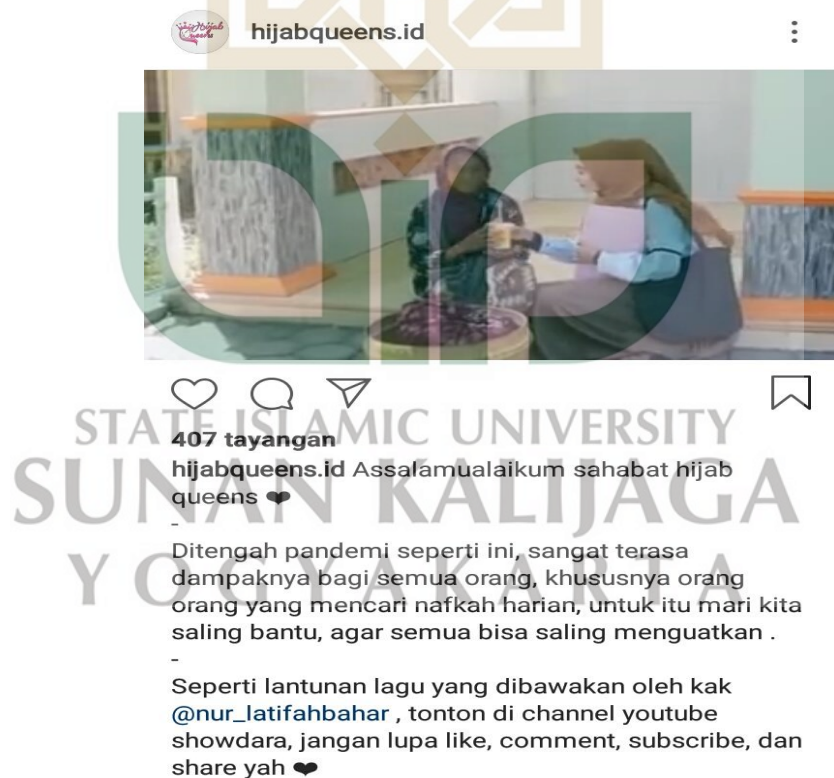 Hijab
Queens
hijabqueens.id
407 tayangan
hijabqueens.id Assalamualaikum sahabat hijab
queens ❤
-
Ditengah pandemi seperti ini, sangat terasa
dampaknya bagi semua orang, khususnya orang
orang yang mencari nafkah harian, untuk itu mari kita
saling bantu, agar semua bisa saling menguatkan .
-
Seperti lantunan lagu yang dibawakan oleh kak
@nur_latifahbahar , tonton di channel youtube
showdara, jangan lupa like, comment, subscribe, dan
share yah ❤
STATE ISLAMIC UNIVERSITY
SUNAN KALIJAGA
YOGYAKARTA